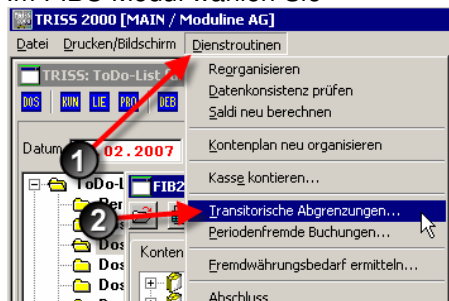 im FIBU Modul wählen Sie
TRISS 2000 [MAIN / Moduline AG]
Datei Drucken/Bildschirm Dienstroutinen
TRISS: ToDo-List
DOS KUN LIE PRO DEB
Datum 02.2007
ToDo-L
FIB2
Dos
Dos
Dos
Konten
Reorganisieren
Datenkonsistenz prüfen
Saldi neu berechnen
Kontenplan neu organisieren
Kasse kontieren...
Transitorische Abgrenzungen...
Periodenfremde Buchungen...
Fremdwährungsbedarf ermitteln...
Abschluss
1
2